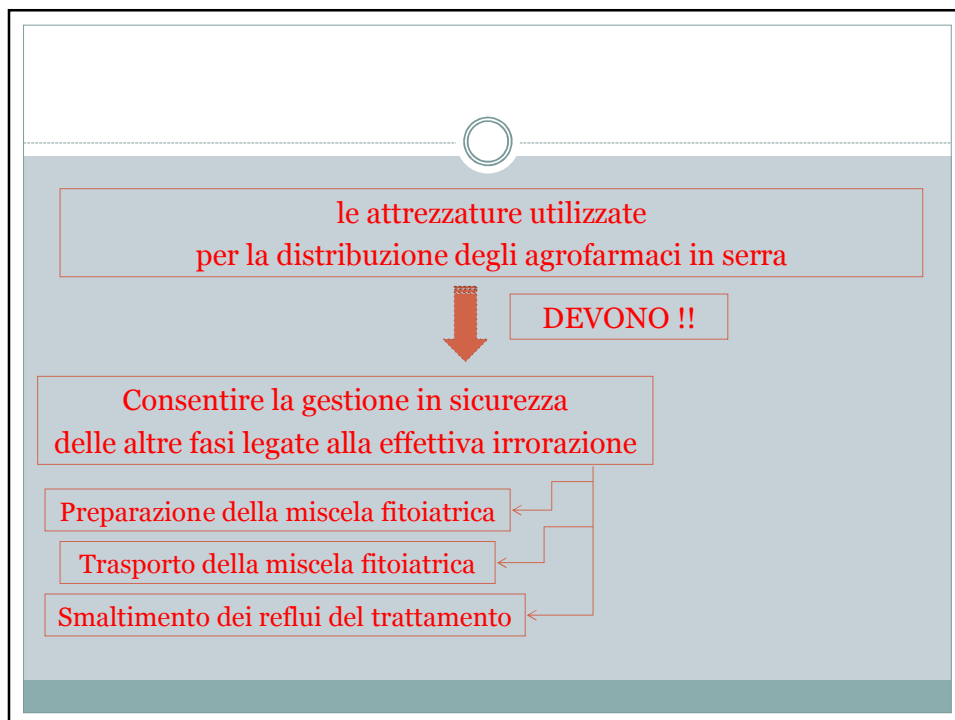 le attrezzature utilizzate
per la distribuzione degli agrofarmaci in serra
DEVONO !!
Consentire la gestione in sicurezza
delle altre fasi legate alla effettiva irrorazione
Preparazione della miscela fitoiatrica
Trasporto della miscela fitoiatrica
Smaltimento dei reflui del trattamento